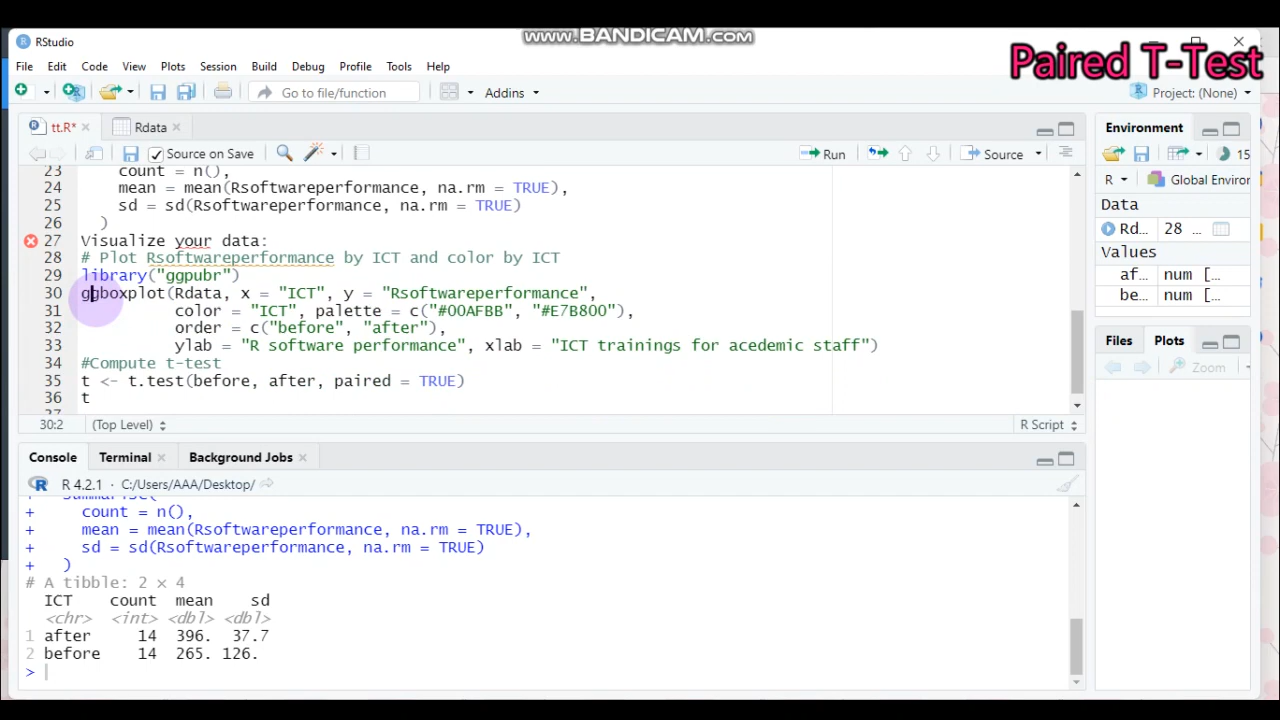 www.BANDICAM.com
RStudio
Paired T-Test
File Edit Code View Plots Session Build Debug Profile Tools Help
Go to file/function Addins Project: (None)
tt.R* Rdata
Source on Save Run Source
23 count = n(),
24 mean = mean(Rsoftwareperformance, na.rm = TRUE),
25 sd = sd(Rsoftwareperformance, na.rm = TRUE)
26 )
27 Visualize your data:
28 # Plot Rsoftwareperformance by ICT and color by ICT
29 library("ggpubr")
30 ggboxplot(Rdata, x = "ICT", y = "Rsoftwareperformance",
31 color = "ICT", palette = c("#00AFBB", "#E7B800"),
32 order = c("before", "after"),
33 ylab = "R software performance", xlab = "ICT trainings for acedemic staff")
34 #Compute t-test
35 t <- t.test(before, after, paired = TRUE)
36 t
30:2 (Top Level) R Script
Console Terminal Background Jobs
R 4.2.1 · C:/Users/AAA/Desktop/
+ summarise(
+ count = n(),
+ mean = mean(Rsoftwareperformance, na.rm = TRUE),
+ sd = sd(Rsoftwareperformance, na.rm = TRUE)
+ )
# A tibble: 2 × 4
ICT count mean sd
<chr> <int> <dbl> <dbl>
1 after 14 396. 37.7
2 before 14 265. 126.
>
Environment
15
R Global Enviror
Data
Rd… 28 …
Values
af… num […
be… num […
Files Plots
Zoom